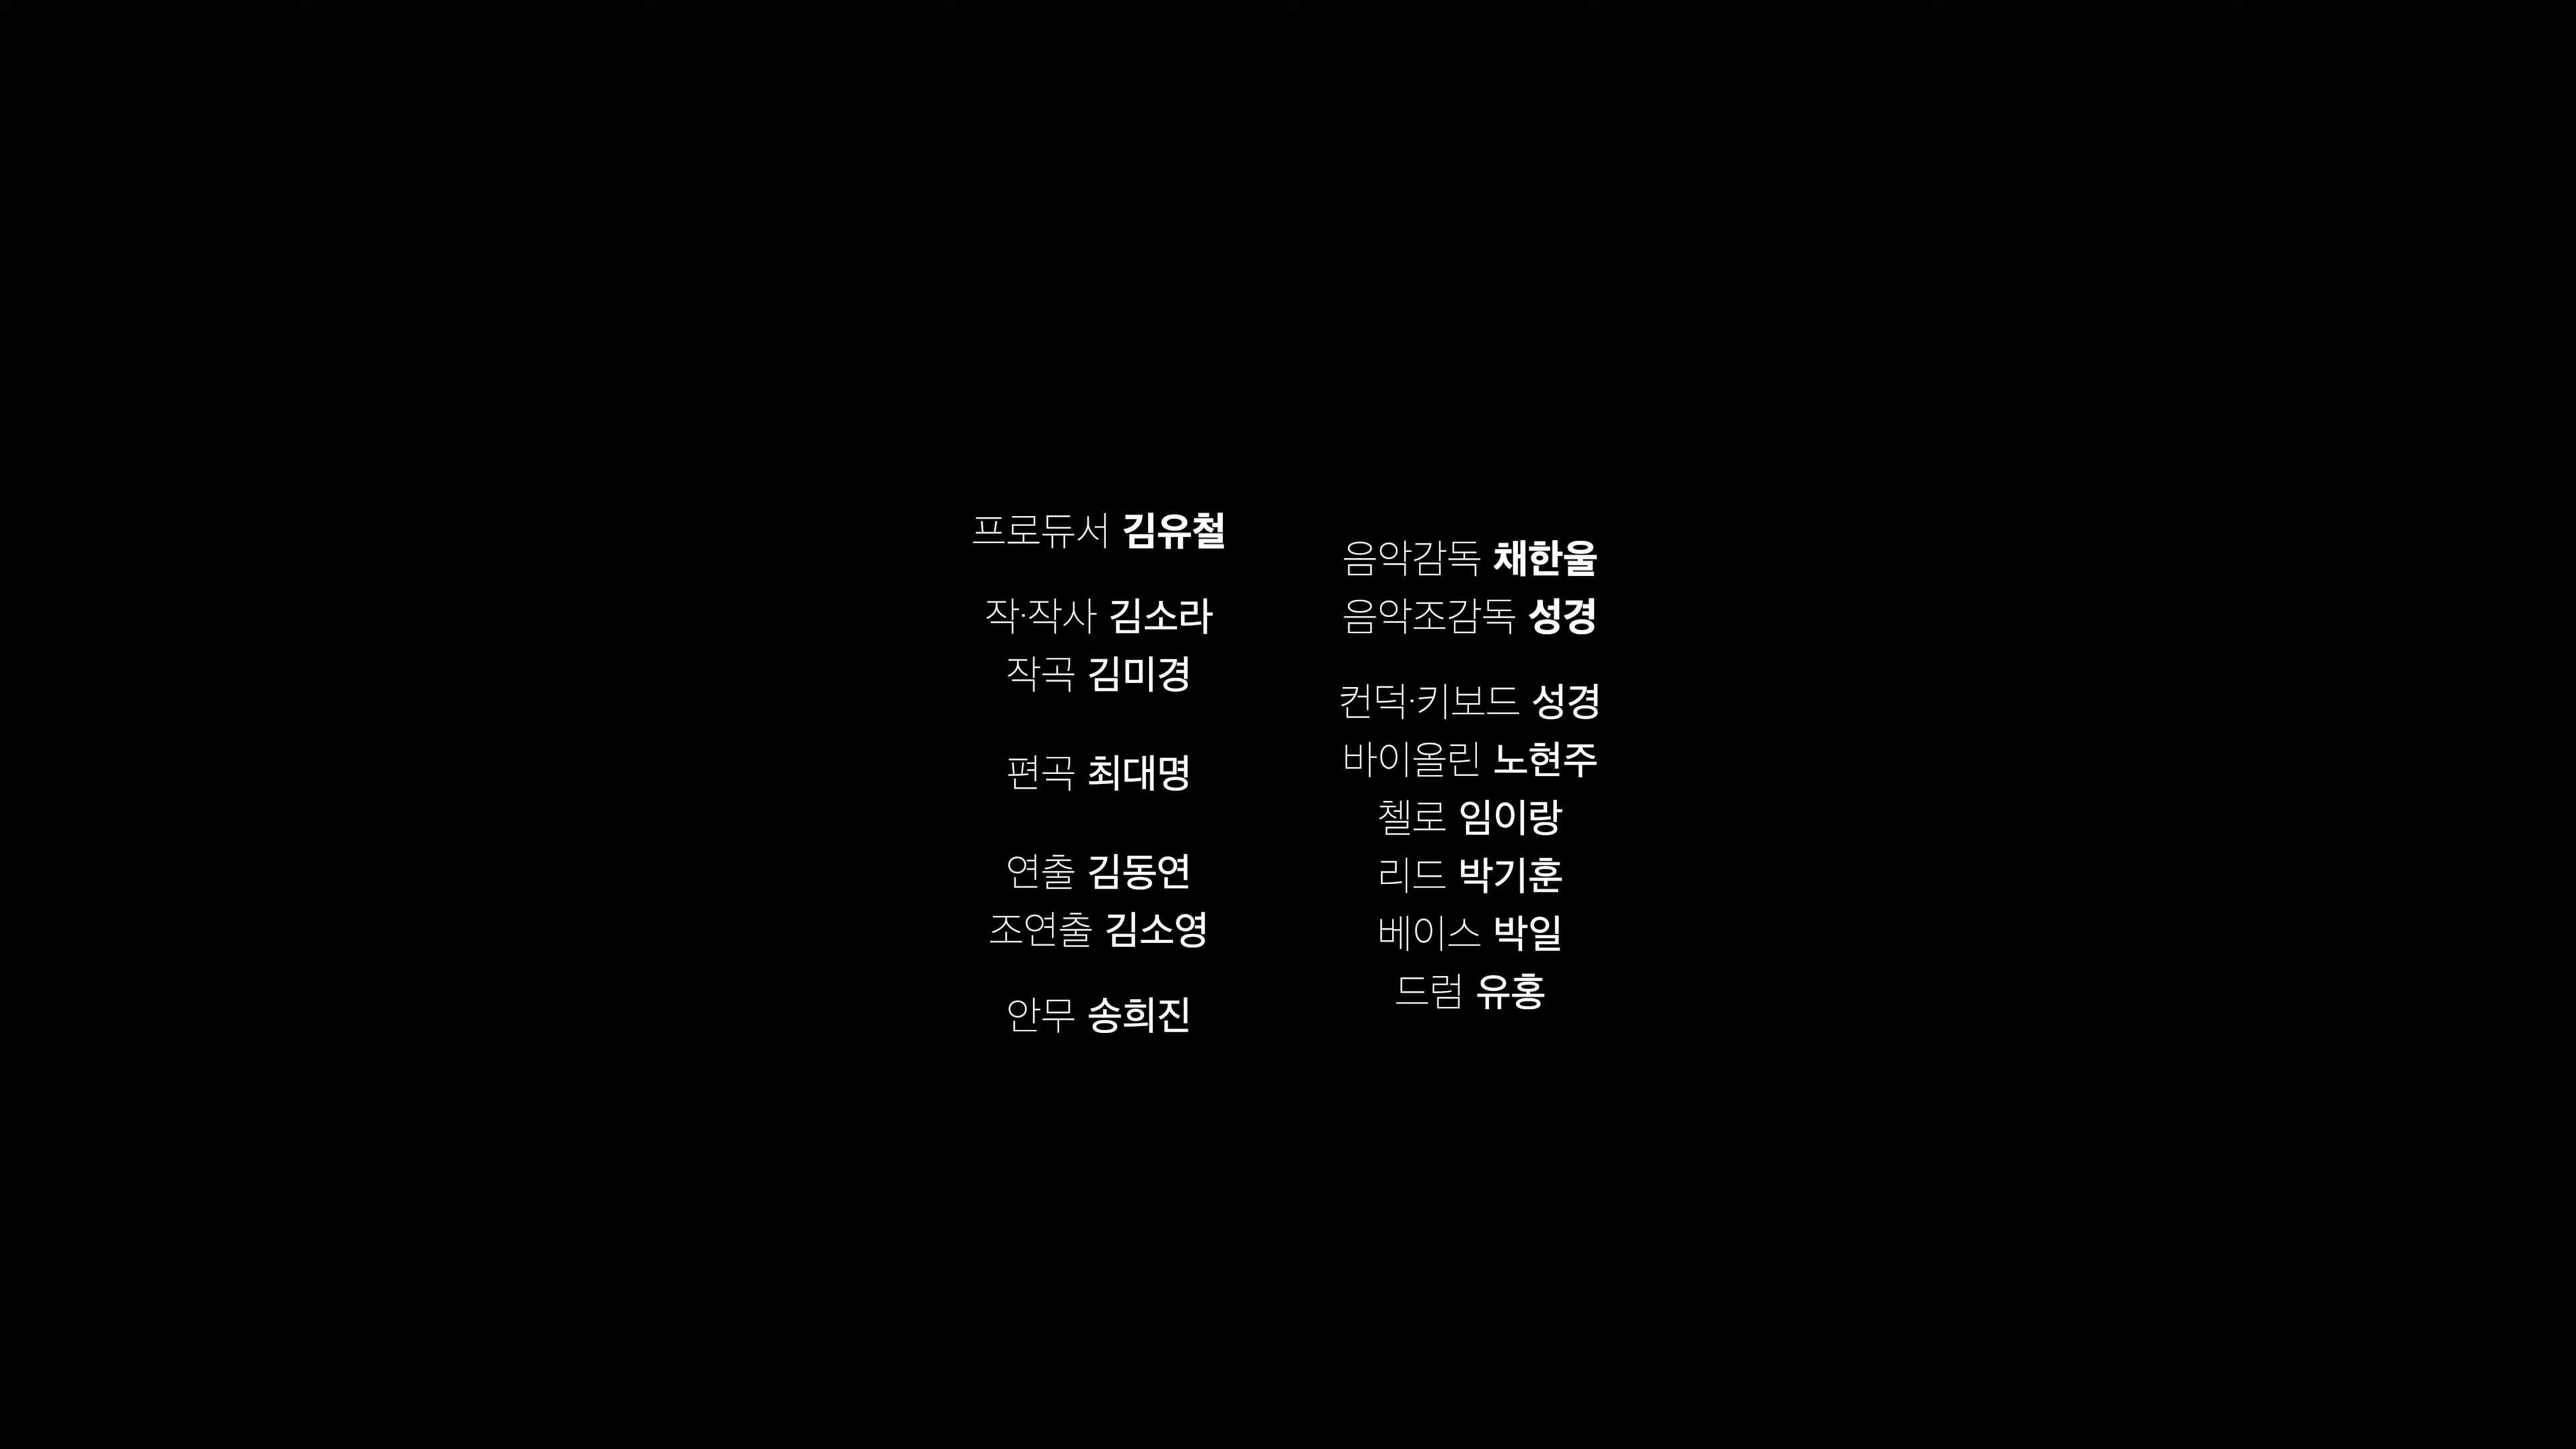 프로듀서 김유철
작·작사 김소라
작곡 김미경
편곡 최대명
연출 김동연
조연출 김소영
안무 송희진
음악감독 채한울
음악조감독 성경
컨덕·키보드 성경
바이올린 노현주
첼로 임이랑
리드 박기훈
베이스 박일
드럼 유홍